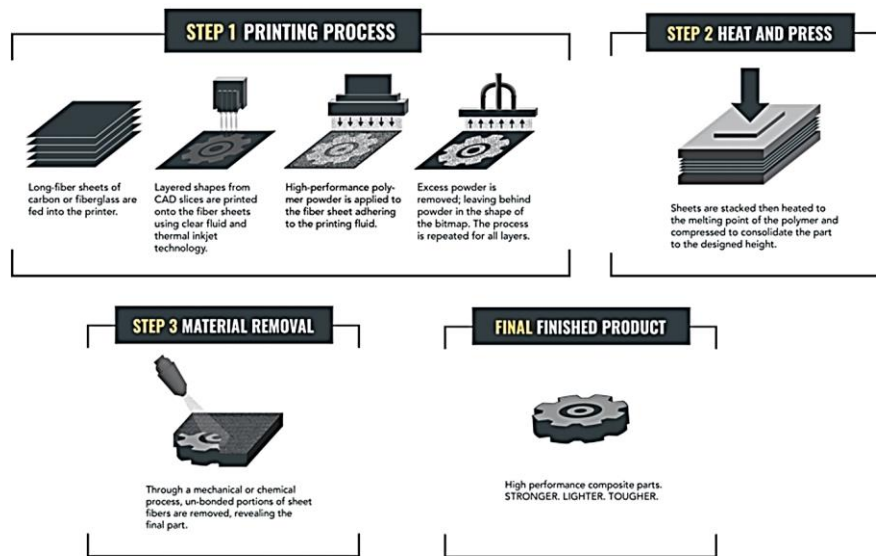 STEP 1 PRINTING PROCESS
Long-fiber sheets of
carbon or fiberglass are
fed into the printer.
Layered shapes from
CAD slices are printed
onto the fiber sheets
using clear fluid and
thermal inkjet
technology.
High-performance poly-
mer powder is applied to
the fiber sheet adhering
to the printing fluid.
Excess powder is
removed; leaving behind
powder in the shape of
the bitmap. The process
is repeated for all layers.
STEP 2 HEAT AND PRESS
Sheets are stacked then heated to
the melting point of the polymer and
compressed to consolidate the part
to the designed height.
STEP 3 MATERIAL REMOVAL
Through a mechanical or chemical
process, un-bonded portions of sheet
fibers are removed, revealing the
final part.
FINAL FINISHED PRODUCT
High performance composite parts.
STRONGER. LIGHTER. TOUGHER.